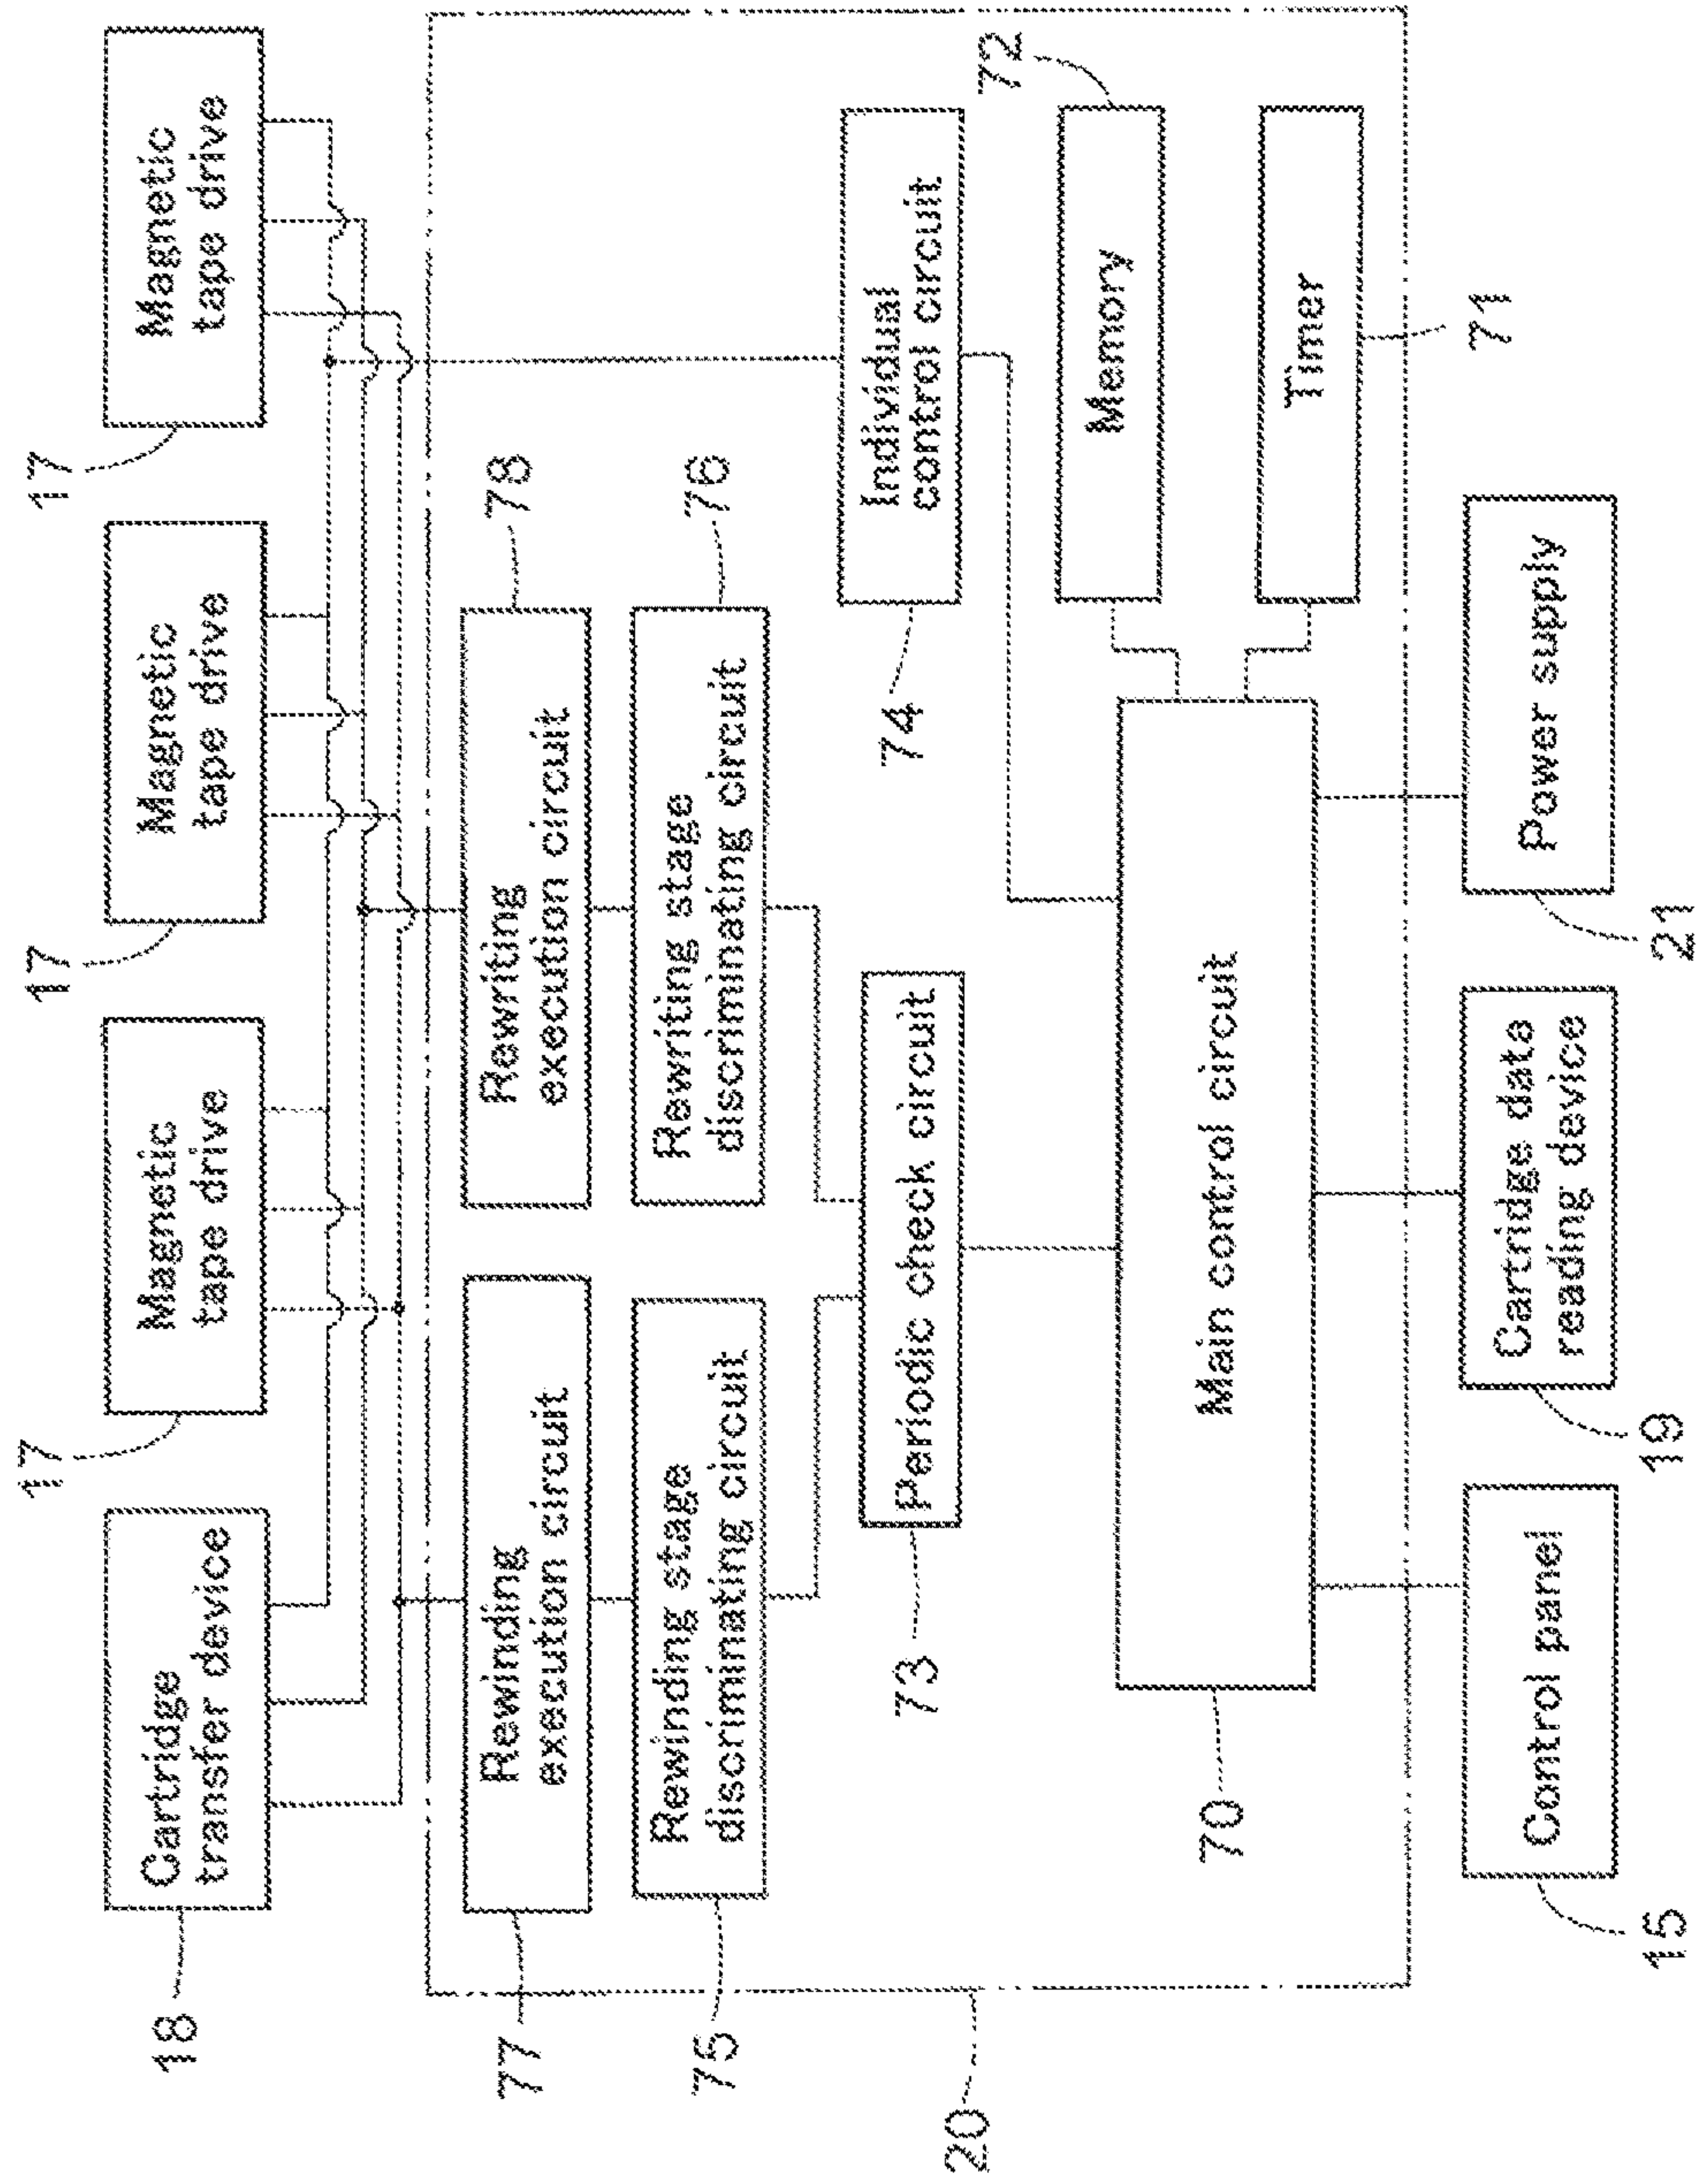 18
Cartridge
transfer device
17
Magnetic
tape drive
17
Magnetic
tape drive
17
Magnetic
tape drive
77
Rewinding
execution circuit
78
Rewriting
execution circuit
75
Rewinding stage
discriminating circuit
76
Rewriting stage
discriminating circuit
73
Periodic check circuit
74
Individual
control circuit
20
70
Main control circuit
72
Memory
Timer
71
15
Control panel
19
Cartridge data
reading device
21
Power supply